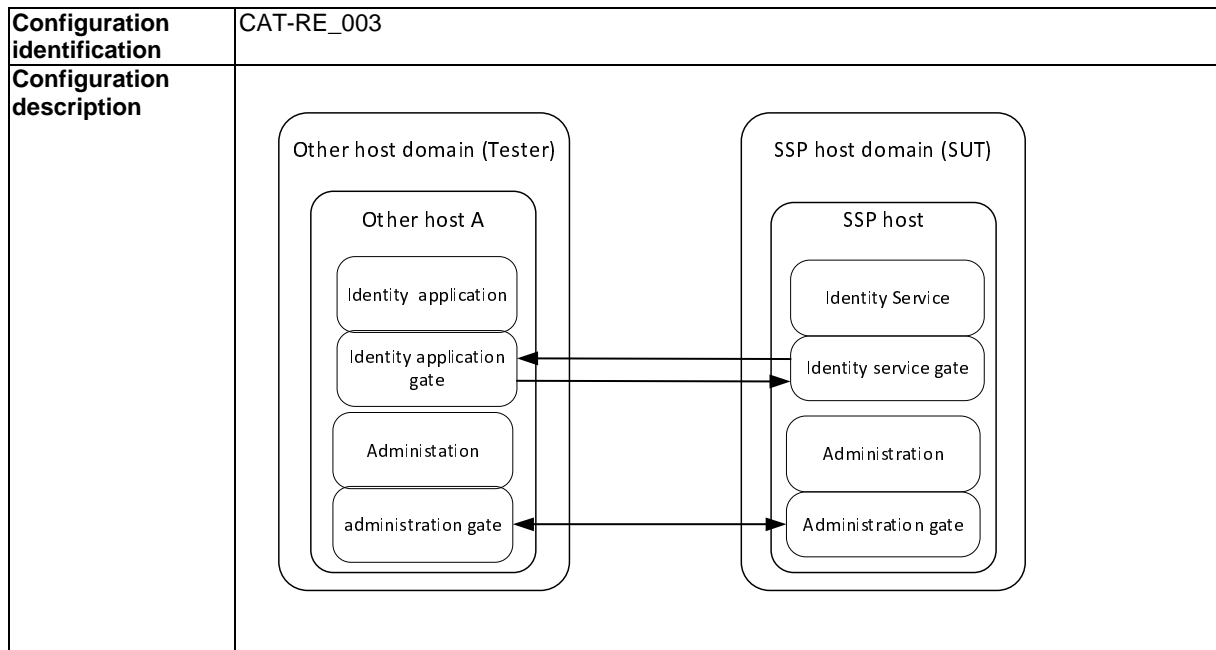 Configuration
identification
CAT-RE_003
Configuration
description
Other host domain (Tester)
Other host A
Identity application
Identity application
gate
Administation
administration gate
SSP host domain (SUT)
SSP host
Identity Service
Identity service gate
Administration
Administration gate